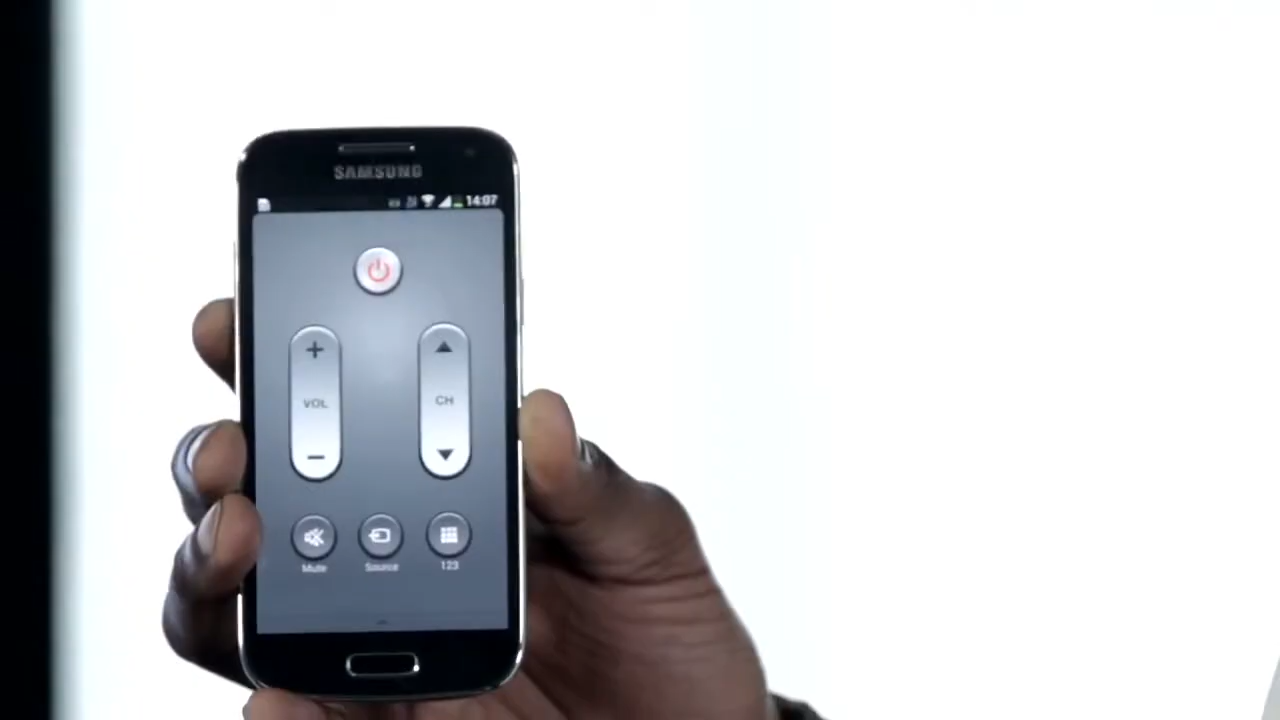 SAMSUNG
14:07
+
VOL CH
−
Mute Source 123